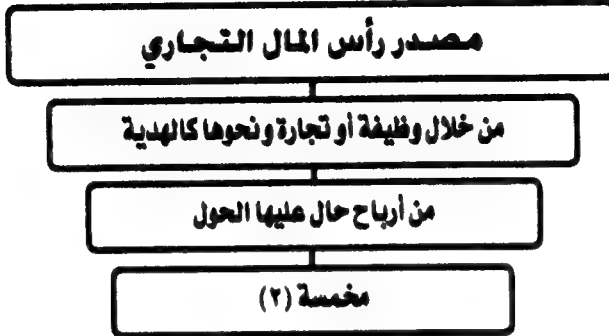 مصدر رأس المال التجاري
من خلال وظيفة أو تجارة ونحوها كالهدية
من أرباح حال عليها الحول
مخمسة (٢)